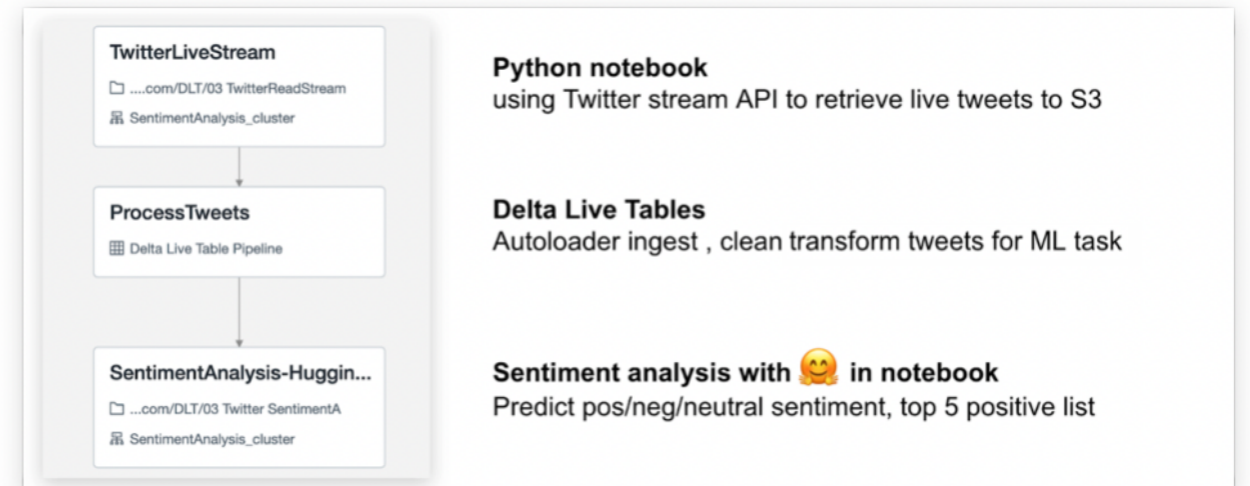 TwitterLiveStream
....com/DLT/03 TwitterReadStream
SentimentAnalysis_cluster
Python notebook
using Twitter stream API to retrieve live tweets to S3
ProcessTweets
Delta Live Table Pipeline
Delta Live Tables
Autoloader ingest , clean transform tweets for ML task
SentimentAnalysis-Huggin...
...com/DLT/03 Twitter SentimentA
SentimentAnalysis_cluster
Sentiment analysis with 🤗 in notebook
Predict pos/neg/neutral sentiment, top 5 positive list